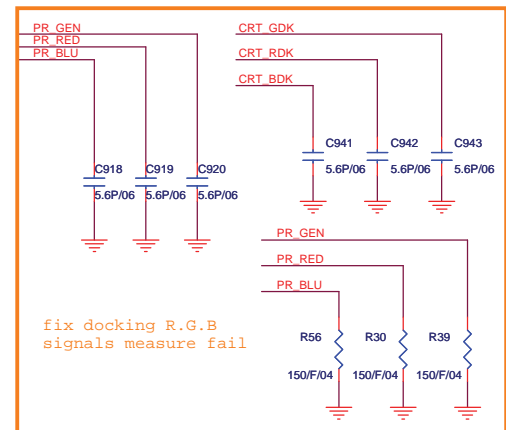 PR_GEN
PR_RED
PR_BLU
C918 C919 C920
5.6P/06 5.6P/06 5.6P/06
CRT_GDK
CRT_RDK
CRT_BDK
C941 C942 C943
5.6P/06 5.6P/06 5.6P/06
PR_GEN
PR_RED
PR_BLU
R56 R30 R39
150/F/04 150/F/04 150/F/04
fix docking R.G.B
signals measure fail